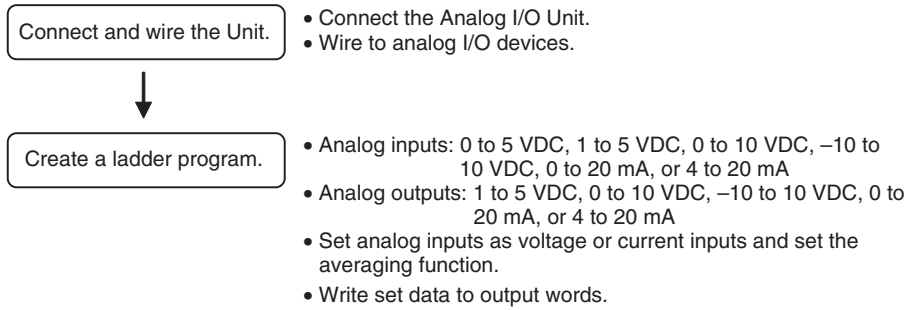 Connect and wire the Unit.
• Connect the Analog I/O Unit.
• Wire to analog I/O devices.
Create a ladder program.
• Analog inputs: 0 to 5 VDC, 1 to 5 VDC, 0 to 10 VDC, –10 to
10 VDC, 0 to 20 mA, or 4 to 20 mA
• Analog outputs: 1 to 5 VDC, 0 to 10 VDC, –10 to 10 VDC, 0 to
20 mA, or 4 to 20 mA
• Set analog inputs as voltage or current inputs and set the
averaging function.
• Write set data to output words.